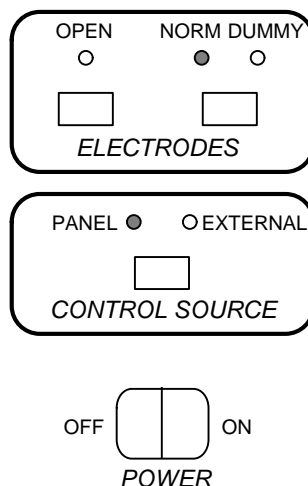 OPEN NORM DUMMY
ELECTRODES
PANEL EXTERNAL
CONTROL SOURCE
OFF ON
POWER